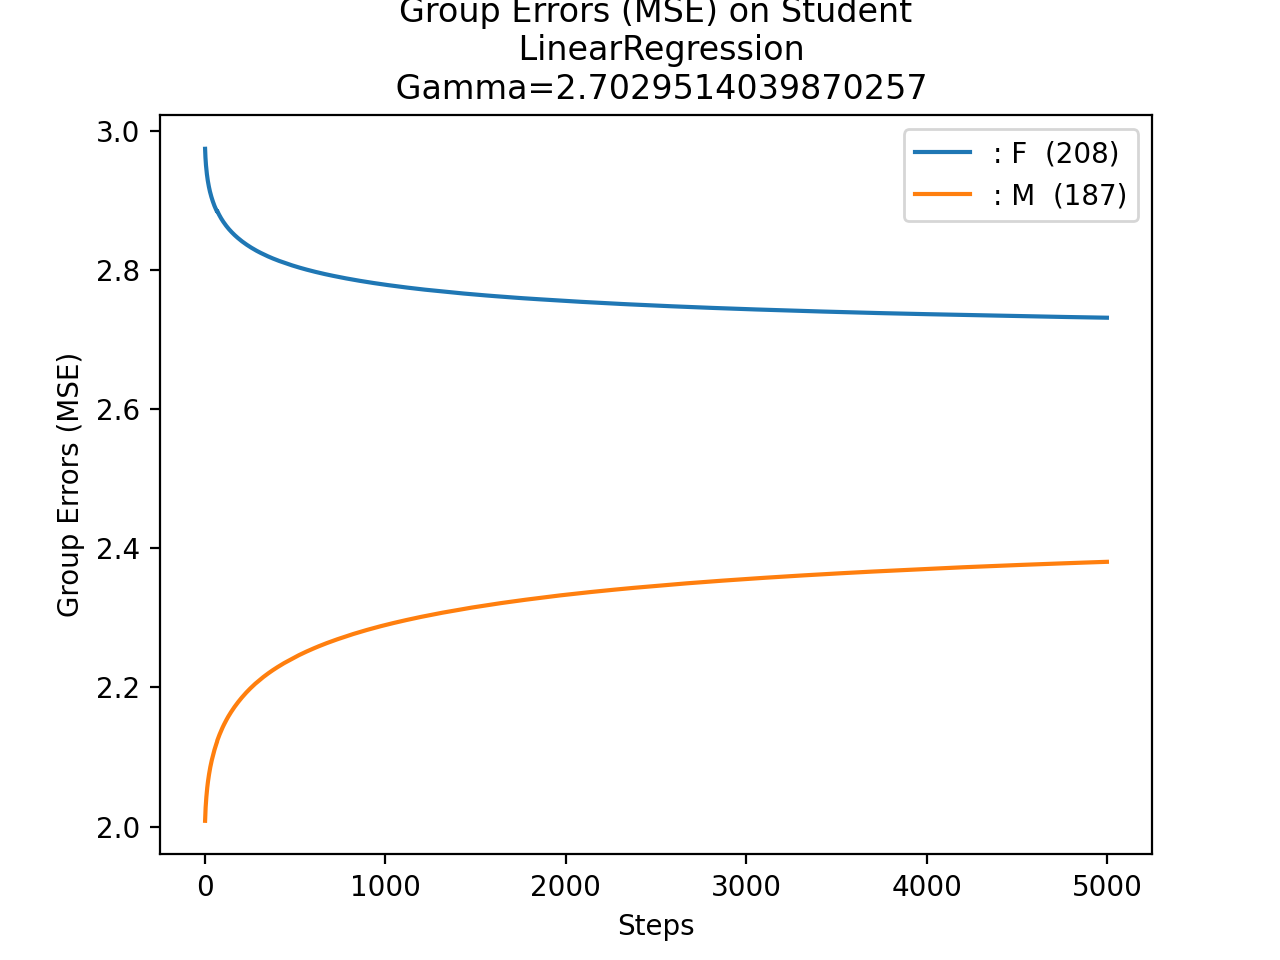 Group Errors (MSE) on Student
LinearRegression
Gamma=2.7029514039870257
: F (208)
: M (187)
3.0
2.8
2.6
2.4
2.2
2.0
Group Errors (MSE)
0 1000 2000 3000 4000 5000
Steps